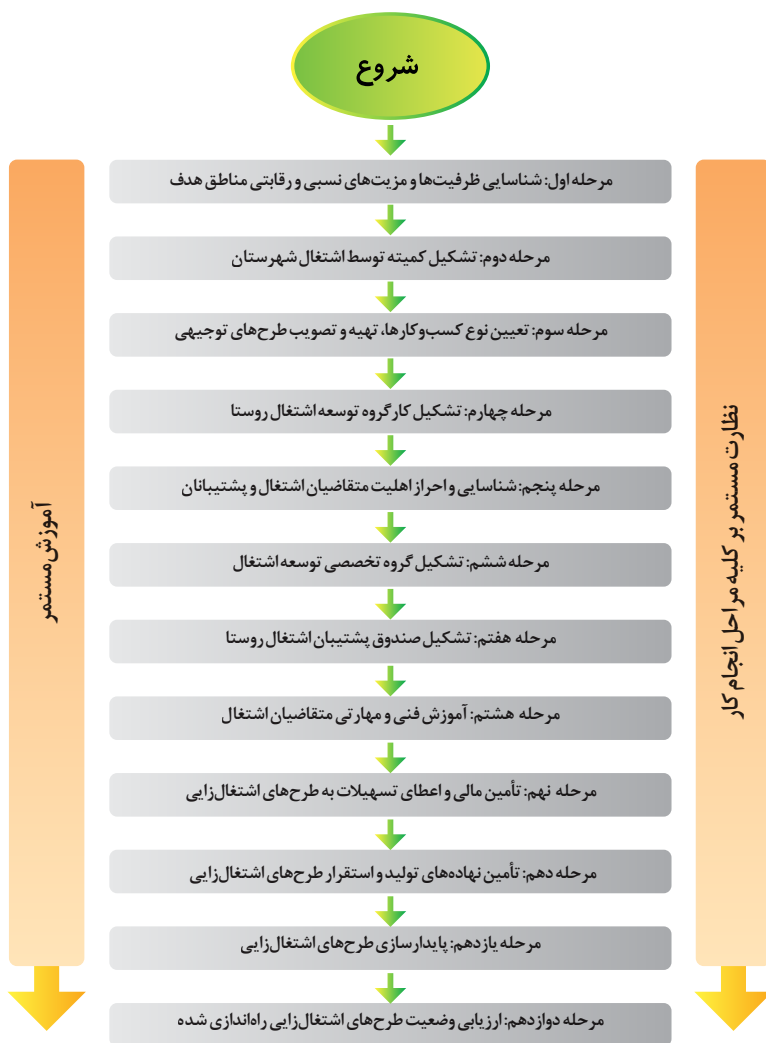 شروع
مرحله اول: شناسایی ظرفیت‌ها و مزیت‌های نسبی و رقابتی مناطق هدف
مرحله دوم: تشکیل کمیته توسط اشتغال شهرستان
مرحله سوم: تعیین نوع کسب‌وکارها، تهیه و تصویب طرح‌های توجیهی
مرحله چهارم: تشکیل کارگروه توسعه اشتغال روستا
مرحله پنجم: شناسایی و احراز اهلیت متقاضیان اشتغال و پشتیبانان
مرحله ششم: تشکیل گروه تخصصی توسعه اشتغال
مرحله هفتم: تشکیل صندوق پشتیبان اشتغال روستا
مرحله هشتم: آموزش فنی و مهارتی متقاضیان اشتغال
مرحله نهم: تأمین مالی و اعطای تسهیلات به طرح‌های اشتغال‌زایی
مرحله دهم: تأمین نهاده‌های تولید و استقرار طرح‌های اشتغال‌زایی
مرحله یازدهم: پایدارسازی طرح‌های اشتغال‌زایی
مرحله دوازدهم: ارزیابی وضعیت طرح‌های اشتغال‌زایی راه‌اندازی شده
نظارت مستمر بر کلیه مراحل انجام کار
آموزش مستمر